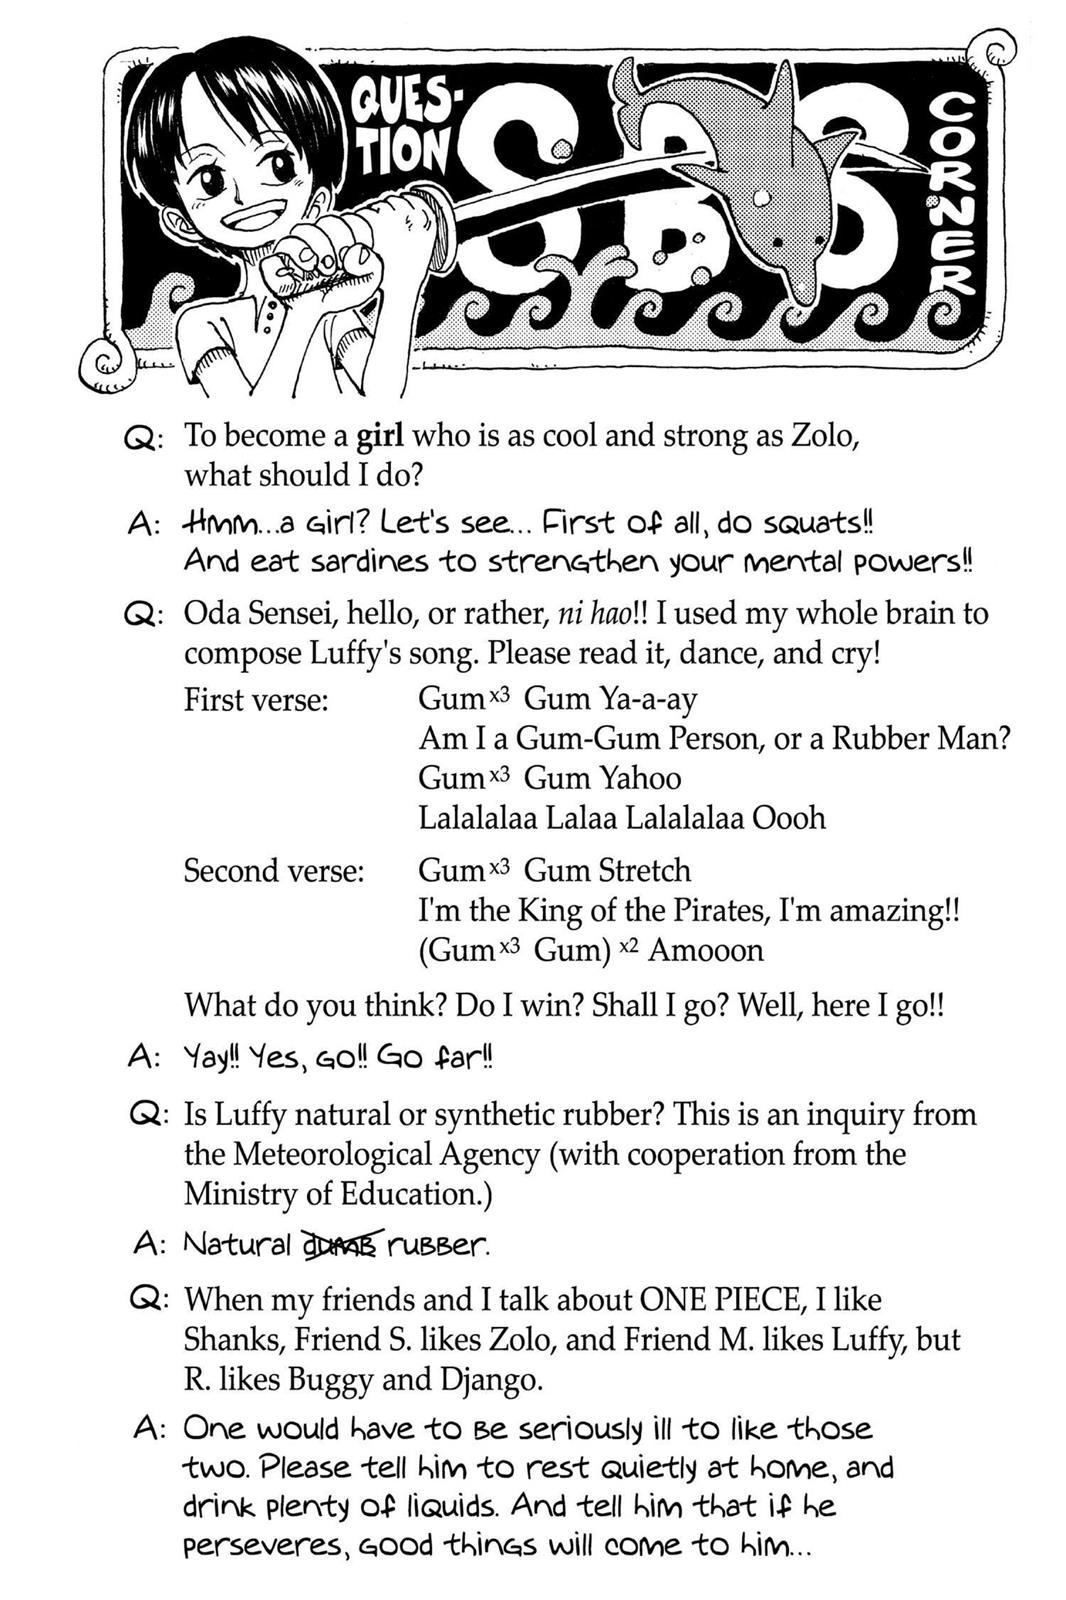 QUES-
TION
SBS
CORNER
Q: To become a girl who is as cool and strong as Zolo,
what should I do?
A: Hmm...a girl? Let's see... First of all, do squats!!
And eat sardines to strengthen your mental powers!!
Q: Oda Sensei, hello, or rather, ni hao!! I used my whole brain to
compose Luffy's song. Please read it, dance, and cry!
First verse: Gum x3 Gum Ya-a-ay
Am I a Gum-Gum Person, or a Rubber Man?
Gum x3 Gum Yahoo
Lalalalaa Lalaa Lalalalaa Oooh
Second verse: Gum x3 Gum Stretch
I'm the King of the Pirates, I'm amazing!!
(Gum x3 Gum) x2 Amooon
What do you think? Do I win? Shall I go? Well, here I go!!
A: Yay!! Yes, go!! Go far!!
Q: Is Luffy natural or synthetic rubber? This is an inquiry from
the Meteorological Agency (with cooperation from the
Ministry of Education.)
A: Natural dumb rubber.
Q: When my friends and I talk about ONE PIECE, I like
Shanks, Friend S. likes Zolo, and Friend M. likes Luffy, but
R. likes Buggy and Django.
A: One would have to be seriously ill to like those
two. Please tell him to rest quietly at home, and
drink plenty of liquids. And tell him that if he
perseveres, good things will come to him...